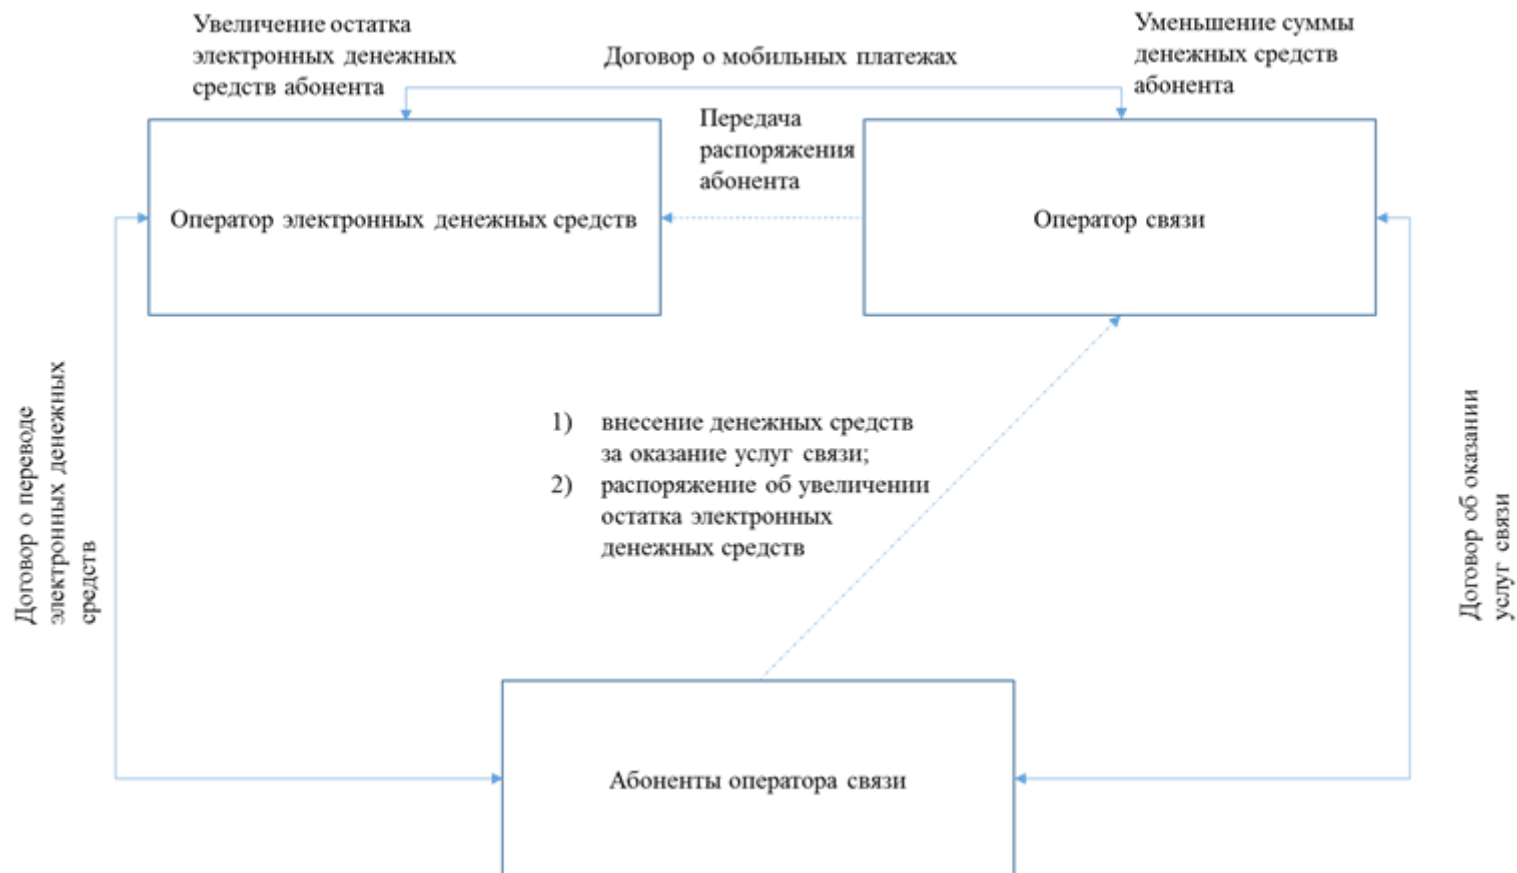 Увеличение остатка
электронных денежных
средств абонента
Договор о мобильных платежах
Уменьшение суммы
денежных средств
абонента
Передача
распоряжения
абонента
Оператор электронных денежных средств
Оператор связи
Договор о переводе
электронных денежных
средств
1) внесение денежных средств
за оказание услуг связи;
2) распоряжение об увеличении
остатка электронных
денежных средств
Договор об оказании
услуг связи
Абоненты оператора связи